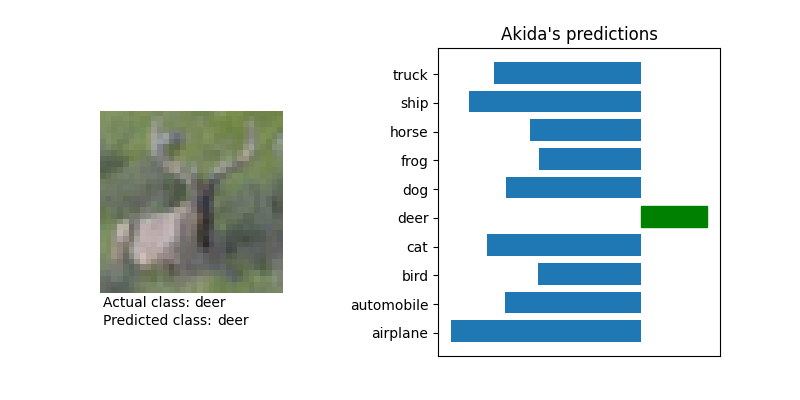 Akida's predictions
truck
ship
horse
frog
dog
deer
cat
bird
automobile
airplane
Actual class: deer
Predicted class: deer